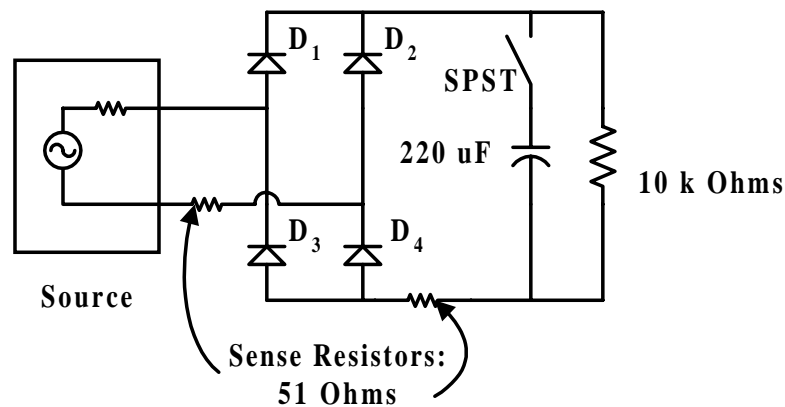 D₁
D₂
SPST
220 uF
10 k Ohms
D₃
D₄
Source
Sense Resistors:
51 Ohms